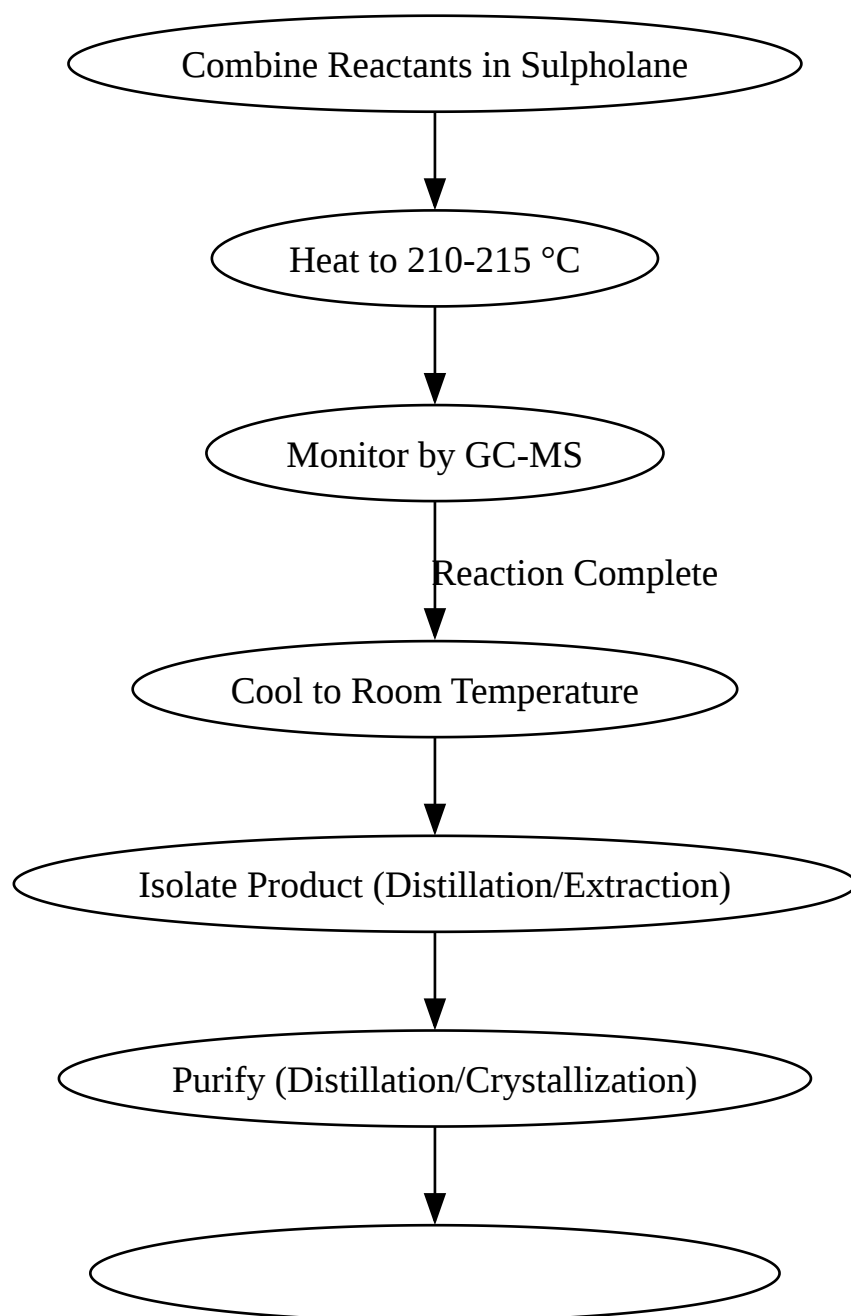 Combine Reactants in Sulpholane
Heat to 210-215 °C
Monitor by GC-MS
Reaction Complete
Cool to Room Temperature
Isolate Product (Distillation/Extraction)
Purify (Distillation/Crystallization)